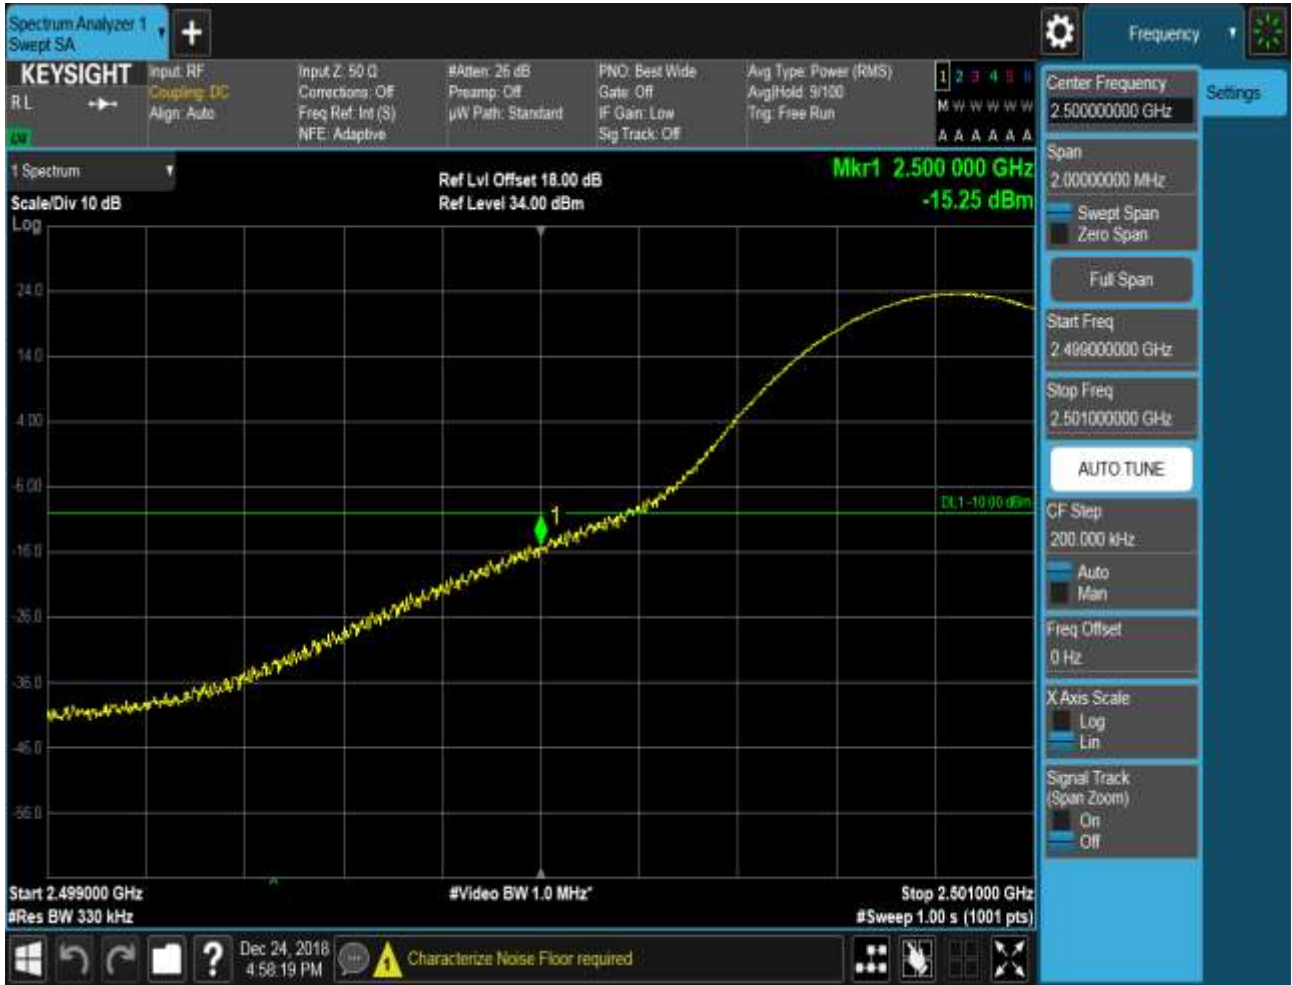 Spectrum Analyzer 1
Swept SA
Frequency
KEYSIGHT
R L
Input: RF
Coupling: DC
Align: Auto
Input Z: 50 Ω
Corrections: Off
Freq Ref: Int (S)
NFE: Adaptive
#Atten: 26 dB
Preamp: Off
µW Path: Standard
PNO: Best Wide
Gate: Off
IF Gain: Low
Sig Track: Off
Avg Type: Power (RMS)
Avg|Hold: 9/100
Trig: Free Run
1 2 3 4 5 6
M W W W W W
A A A A A A
1 Spectrum
Scale/Div 10 dB
Log
Ref Lvl Offset 18.00 dB
Ref Level 34.00 dBm
Mkr1 2.500 000 GHz
-15.25 dBm
24.0
14.0
4.00
-6.00
-16.0
-26.0
-36.0
-46.0
-56.0
DL1 -10.00 dBm
1
Start 2.499000 GHz
#Res BW 330 kHz
#Video BW 1.0 MHz*
Stop 2.501000 GHz
#Sweep 1.00 s (1001 pts)
Center Frequency
2.500000000 GHz
Settings
Span
2.00000000 MHz
Swept Span
Zero Span
Full Span
Start Freq
2.499000000 GHz
Stop Freq
2.501000000 GHz
AUTO TUNE
CF Step
200.000 kHz
Auto
Man
Freq Offset
0 Hz
X Axis Scale
Log
Lin
Signal Track
(Span Zoom)
On
Off
?
Dec 24, 2018
4:58:19 PM
1
Characterize Noise Floor required